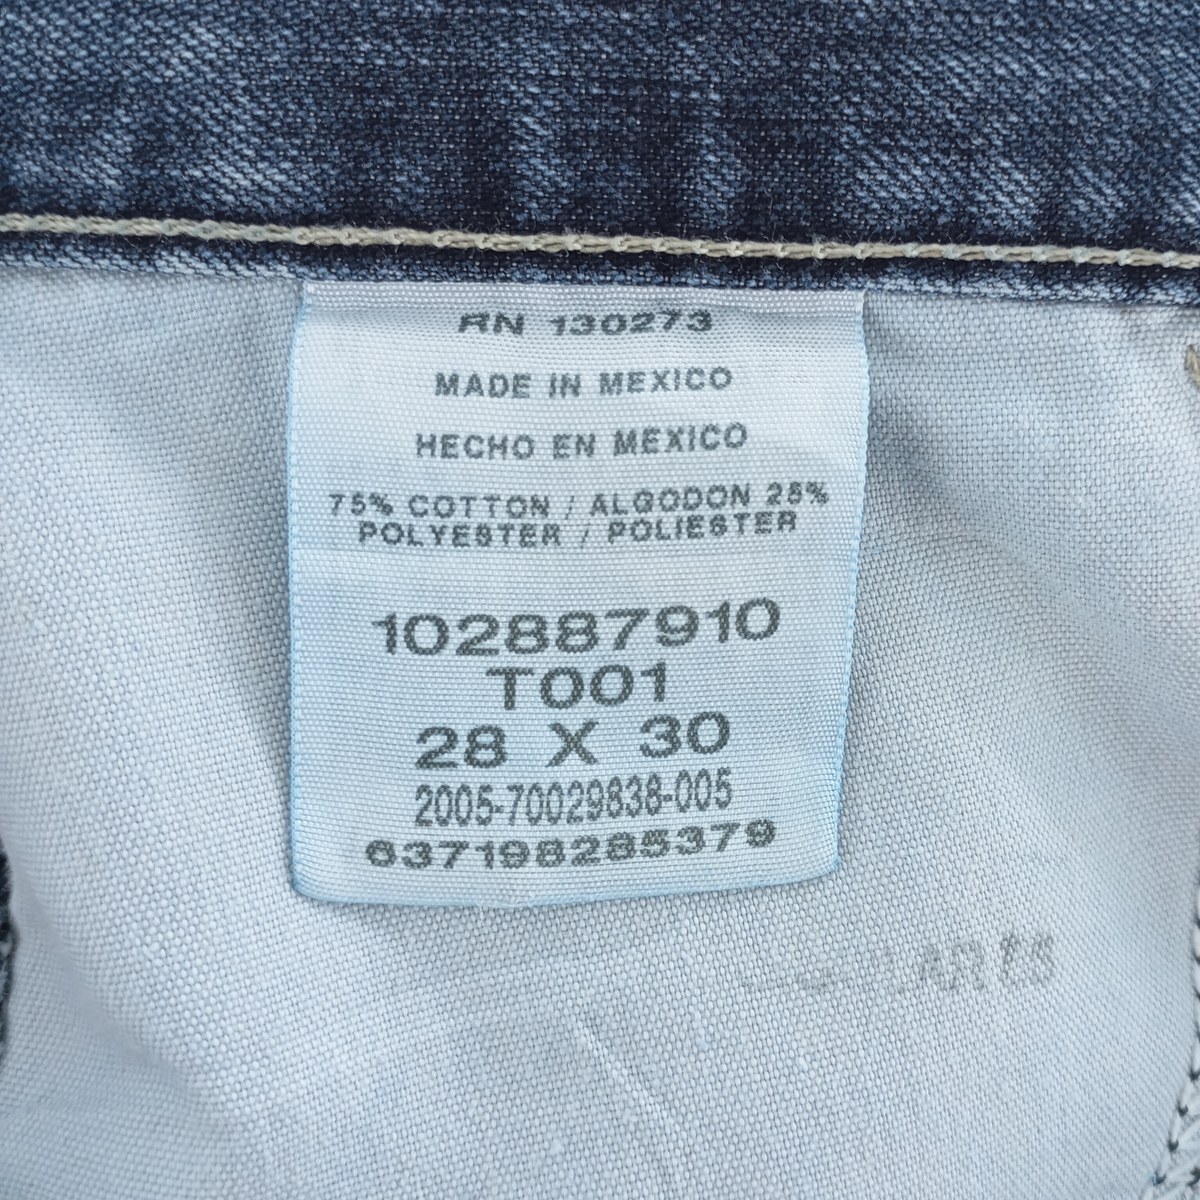 RN 130273
MADE IN MEXICO
HECHO EN MEXICO
75% COTTON / ALGODON 25%
POLYESTER / POLIESTER
102887910
T001
28 X 30
2005-70029838-005
637198285379